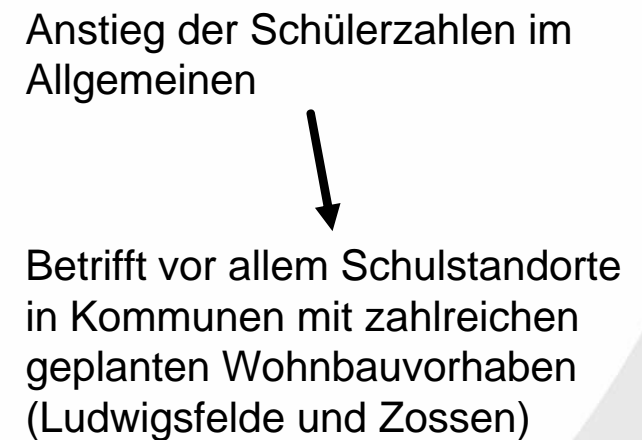 Anstieg der Schülerzahlen im
Allgemeinen
Betrifft vor allem Schulstandorte
in Kommunen mit zahlreichen
geplanten Wohnbauvorhaben
(Ludwigsfelde und Zossen)